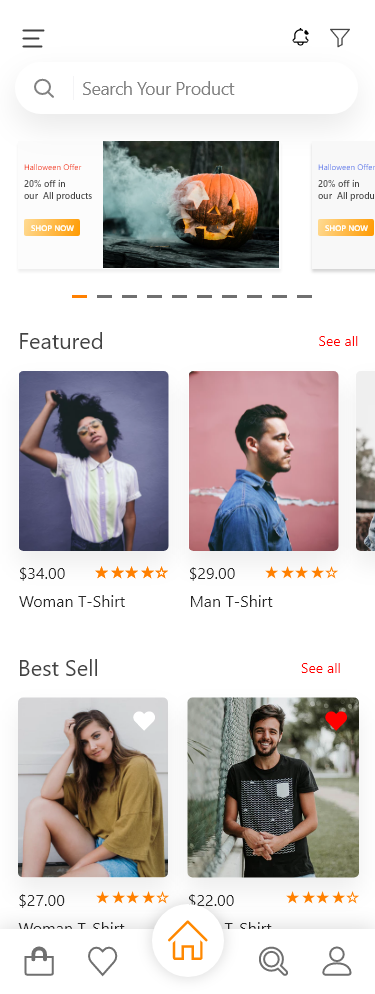 Search Your Product
Halloween Offer
20% off in
our All products
SHOP NOW
Halloween Offer
20% off in
our All produ
SHOP NOW
Featured
See all
$34.00
$29.00
Woman T-Shirt
Man T-Shirt
Best Sell
See all
$27.00
$22.00
Woman T-Shirt
T-Shirt